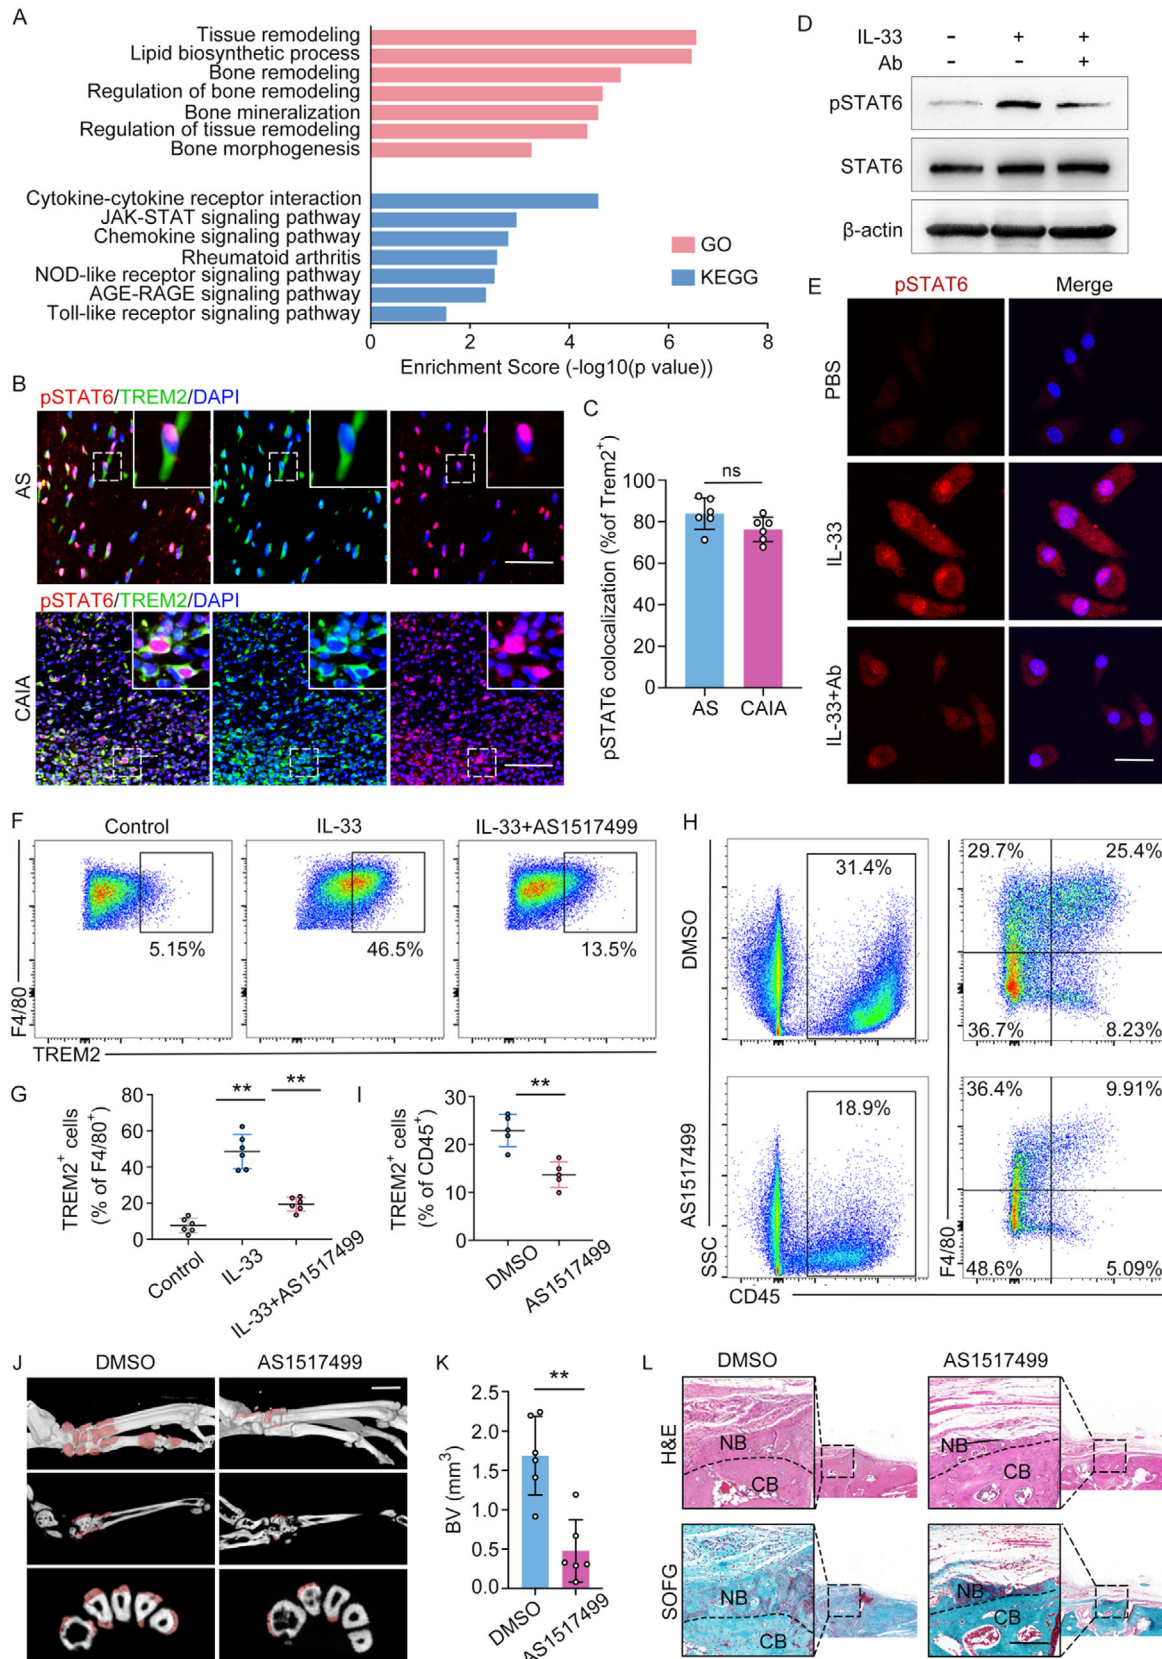 A
Tissue remodeling
Lipid biosynthetic process
Bone remodeling
Regulation of bone remodeling
Bone mineralization
Regulation of tissue remodeling
Bone morphogenesis
Cytokine-cytokine receptor interaction
JAK-STAT signaling pathway
Chemokine signaling pathway
Rheumatoid arthritis
NOD-like receptor signaling pathway
AGE-RAGE signaling pathway
Toll-like receptor signaling pathway
GO
KEGG
0 2 4 6 8
Enrichment Score (-log10(p value))
D
IL-33 - + +
Ab - - +
pSTAT6
STAT6
β-actin
B
pSTAT6/TREM2/DAPI
AS
pSTAT6/TREM2/DAPI
CAIA
C
pSTAT6 colocalization (%of Trem2+)
100
80
60
40
20
0
ns
AS CAIA
E
pSTAT6 Merge
PBS
IL-33
IL-33+Ab
F
Control IL-33 IL-33+AS1517499
5.15% 46.5% 13.5%
F4/80
TREM2
G
TREM2+ cells
(% of F4/80+)
80
60
40
20
0
** **
Control IL-33 IL-33+AS1517499
I
TREM2+ cells
(% of CD45+)
30
20
10
0
**
DMSO AS1517499
H
DMSO
31.4%
29.7% 25.4%
36.7% 8.23%
AS1517499
18.9%
36.4% 9.91%
48.6% 5.09%
SSC
F4/80
CD45
J
DMSO AS1517499
K
BV (mm3)
2.5
2.0
1.5
1.0
0.5
0.0
**
DMSO AS1517499
L
DMSO AS1517499
H&E
NB
CB
NB
CB
SOFG
NB
CB
NB
CB